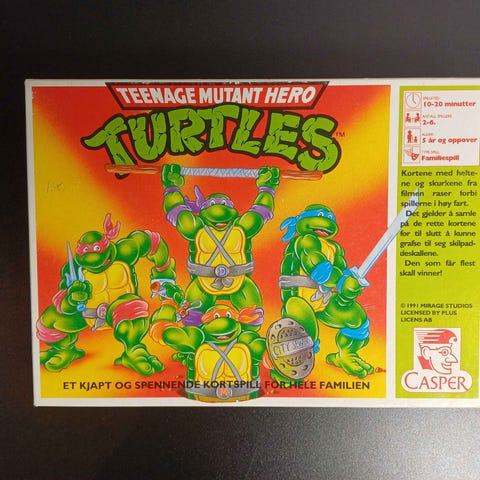 TEENAGE MUTANT HERO
TURTLES™
ET KJAPT OG SPENNENDE KORTSPILL FOR HELE FAMILIEN
SPILLETID:
10-20 minutter
ANTALL SPILLERE:
2-6.
ALDER:
5 år og oppover
TYPE SPILL:
Familiespill
Kortene med helte-
ne og skurkene fra
filmen raser forbi
spillerne i høy fart.
Det gjelder å samle
på de rette kortene
for til slutt å kunne
grafse til seg skilpad-
deskallene.
Den som får flest
skall vinner!
© 1991 MIRAGE STUDIOS
LICENSED BY PLUS
LICENS AB
CASPER